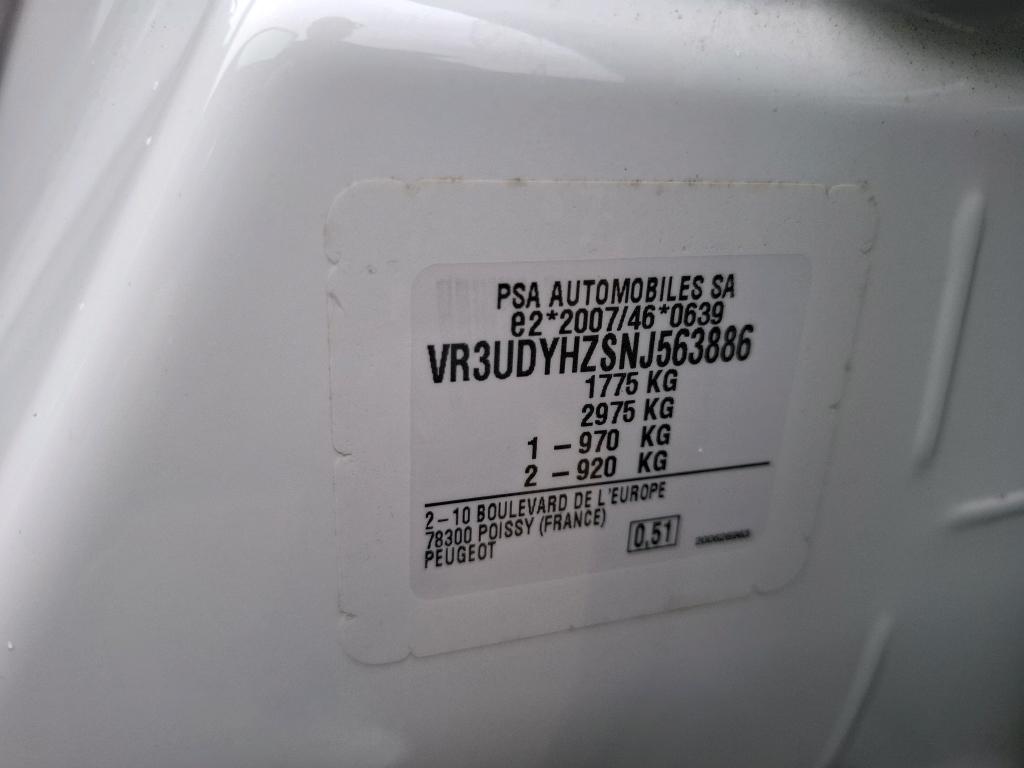 PSA AUTOMOBILES SA
e2*2007/46*0639
VR3UDYHZSNJ563886
1775 KG
2975 KG
1 – 970 KG
2 – 920 KG
2–10 BOULEVARD DE L'EUROPE
78300 POISSY (FRANCE)
PEUGEOT
0,51